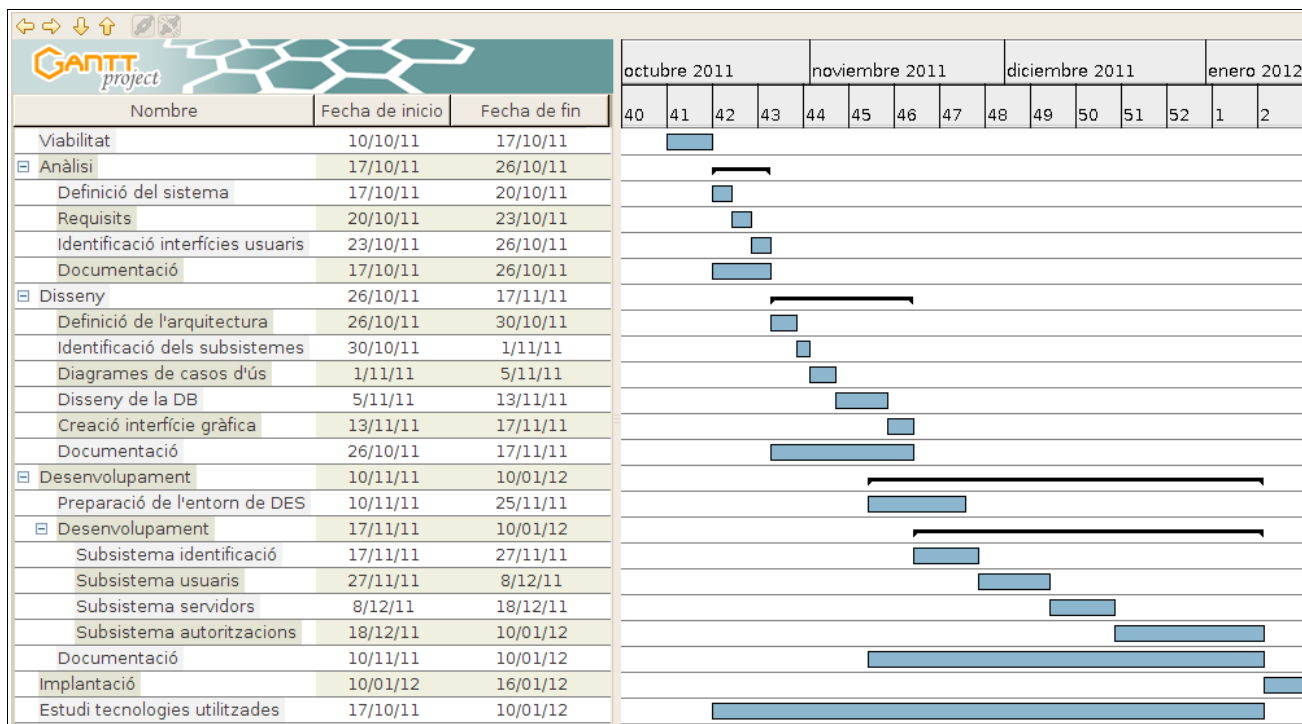 GANTT
project
octubre 2011 noviembre 2011 diciembre 2011 enero 2012
Nombre Fecha de inicio Fecha de fin 40 41 42 43 44 45 46 47 48 49 50 51 52 1 2
Viabilitat 10/10/11 17/10/11
Anàlisi 17/10/11 26/10/11
Definició del sistema 17/10/11 20/10/11
Requisits 20/10/11 23/10/11
Identificació interfícies usuaris 23/10/11 26/10/11
Documentació 17/10/11 26/10/11
Disseny 26/10/11 17/11/11
Definició de l'arquitectura 26/10/11 30/10/11
Identificació dels subsistemes 30/10/11 1/11/11
Diagrames de casos d'ús 1/11/11 5/11/11
Disseny de la DB 5/11/11 13/11/11
Creació interfície gràfica 13/11/11 17/11/11
Documentació 26/10/11 17/11/11
Desenvolupament 10/11/11 10/01/12
Preparació de l'entorn de DES 10/11/11 25/11/11
Desenvolupament 17/11/11 10/01/12
Subsistema identificació 17/11/11 27/11/11
Subsistema usuaris 27/11/11 8/12/11
Subsistema servidors 8/12/11 18/12/11
Subsistema autoritzacions 18/12/11 10/01/12
Documentació 10/11/11 10/01/12
Implantació 10/01/12 16/01/12
Estudi tecnologies utilitzades 17/10/11 10/01/12